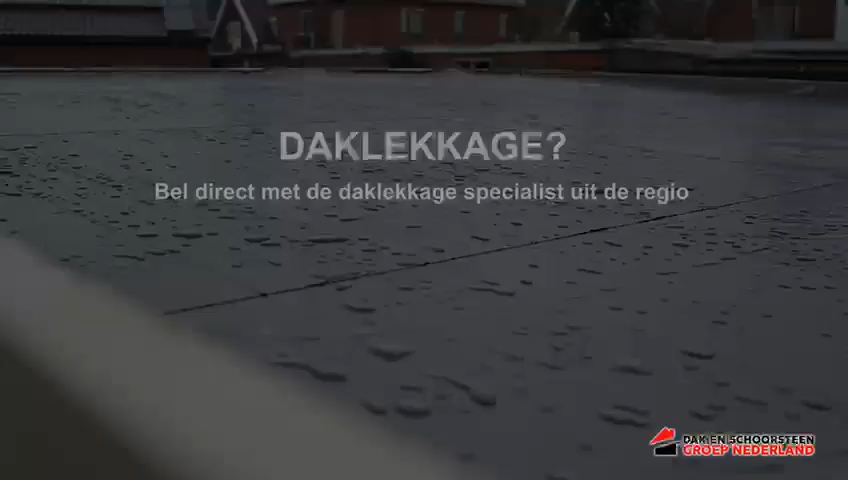 DAKLEKKAGE?
Bel direct met de daklekkage specialist uit de regio
DAK EN SCHOORSTEEN
GROEP NEDERLAND